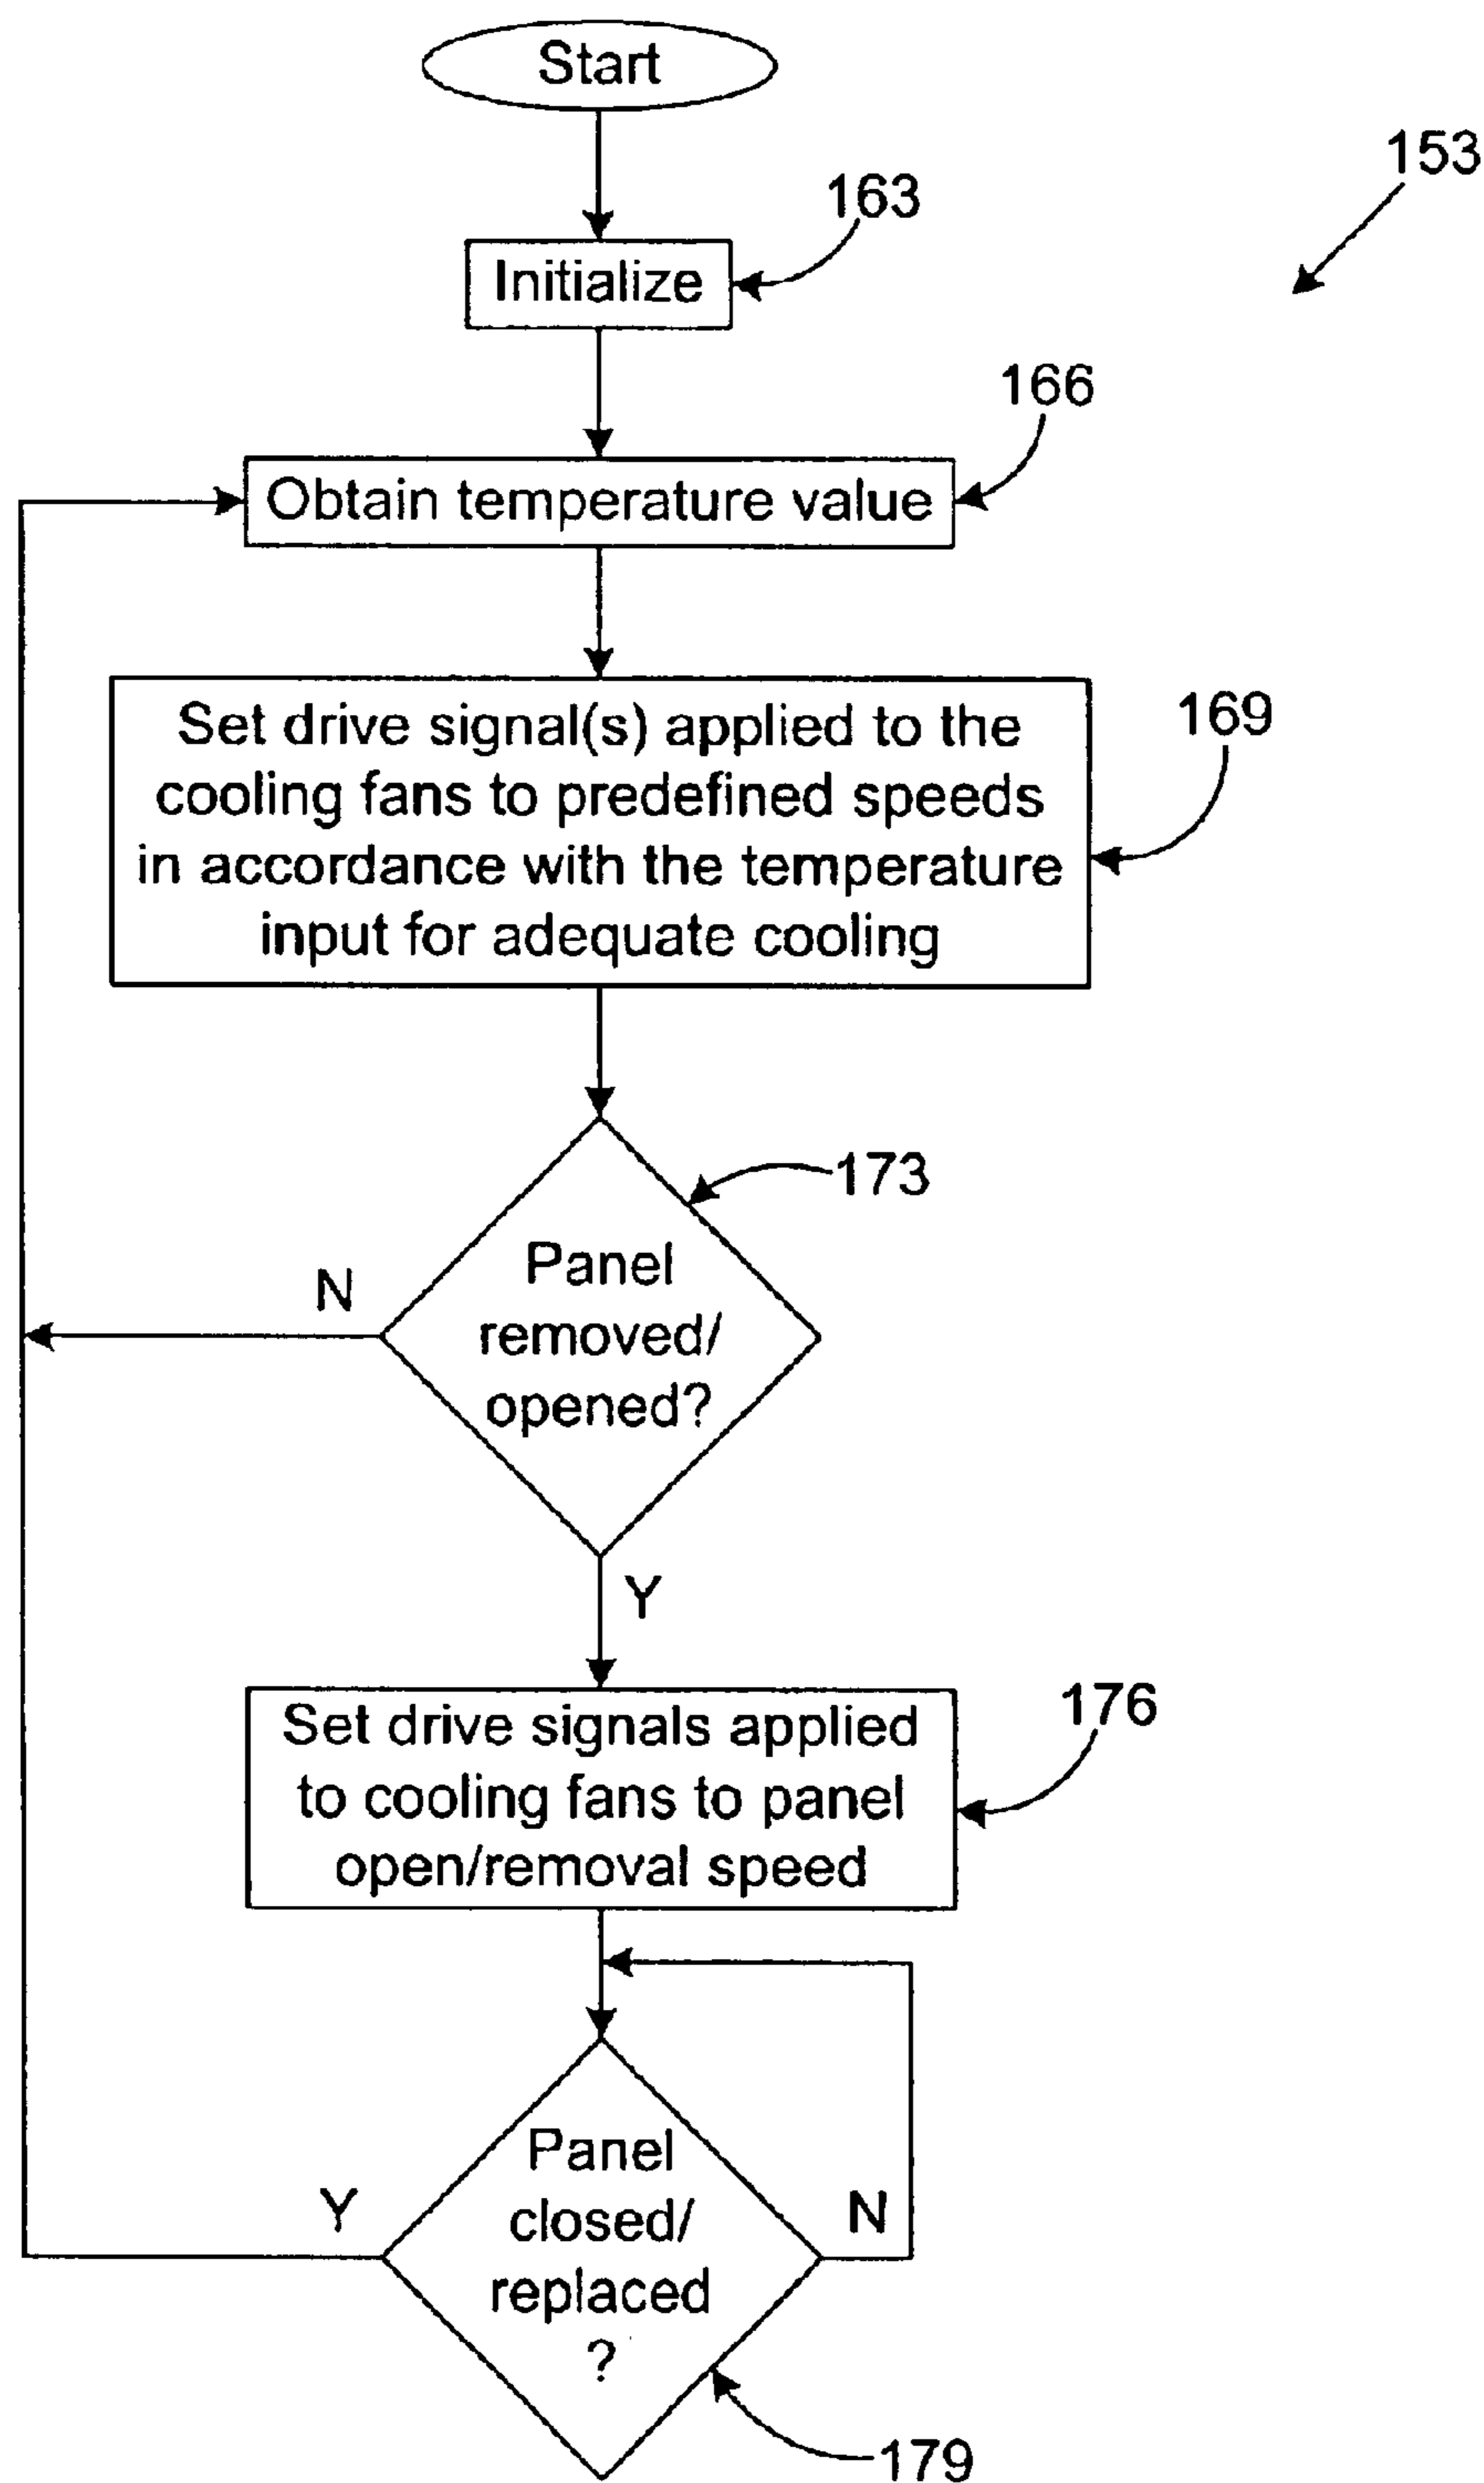 Start
153
163
Initialize
166
Obtain temperature value
169
Set drive signal(s) applied to the
cooling fans to predefined speeds
in accordance with the temperature
input for adequate cooling
173
Panel
removed/
opened?
N
Y
176
Set drive signals applied
to cooling fans to panel
open/removal speed
Panel
closed/
replaced
?
Y
N
179